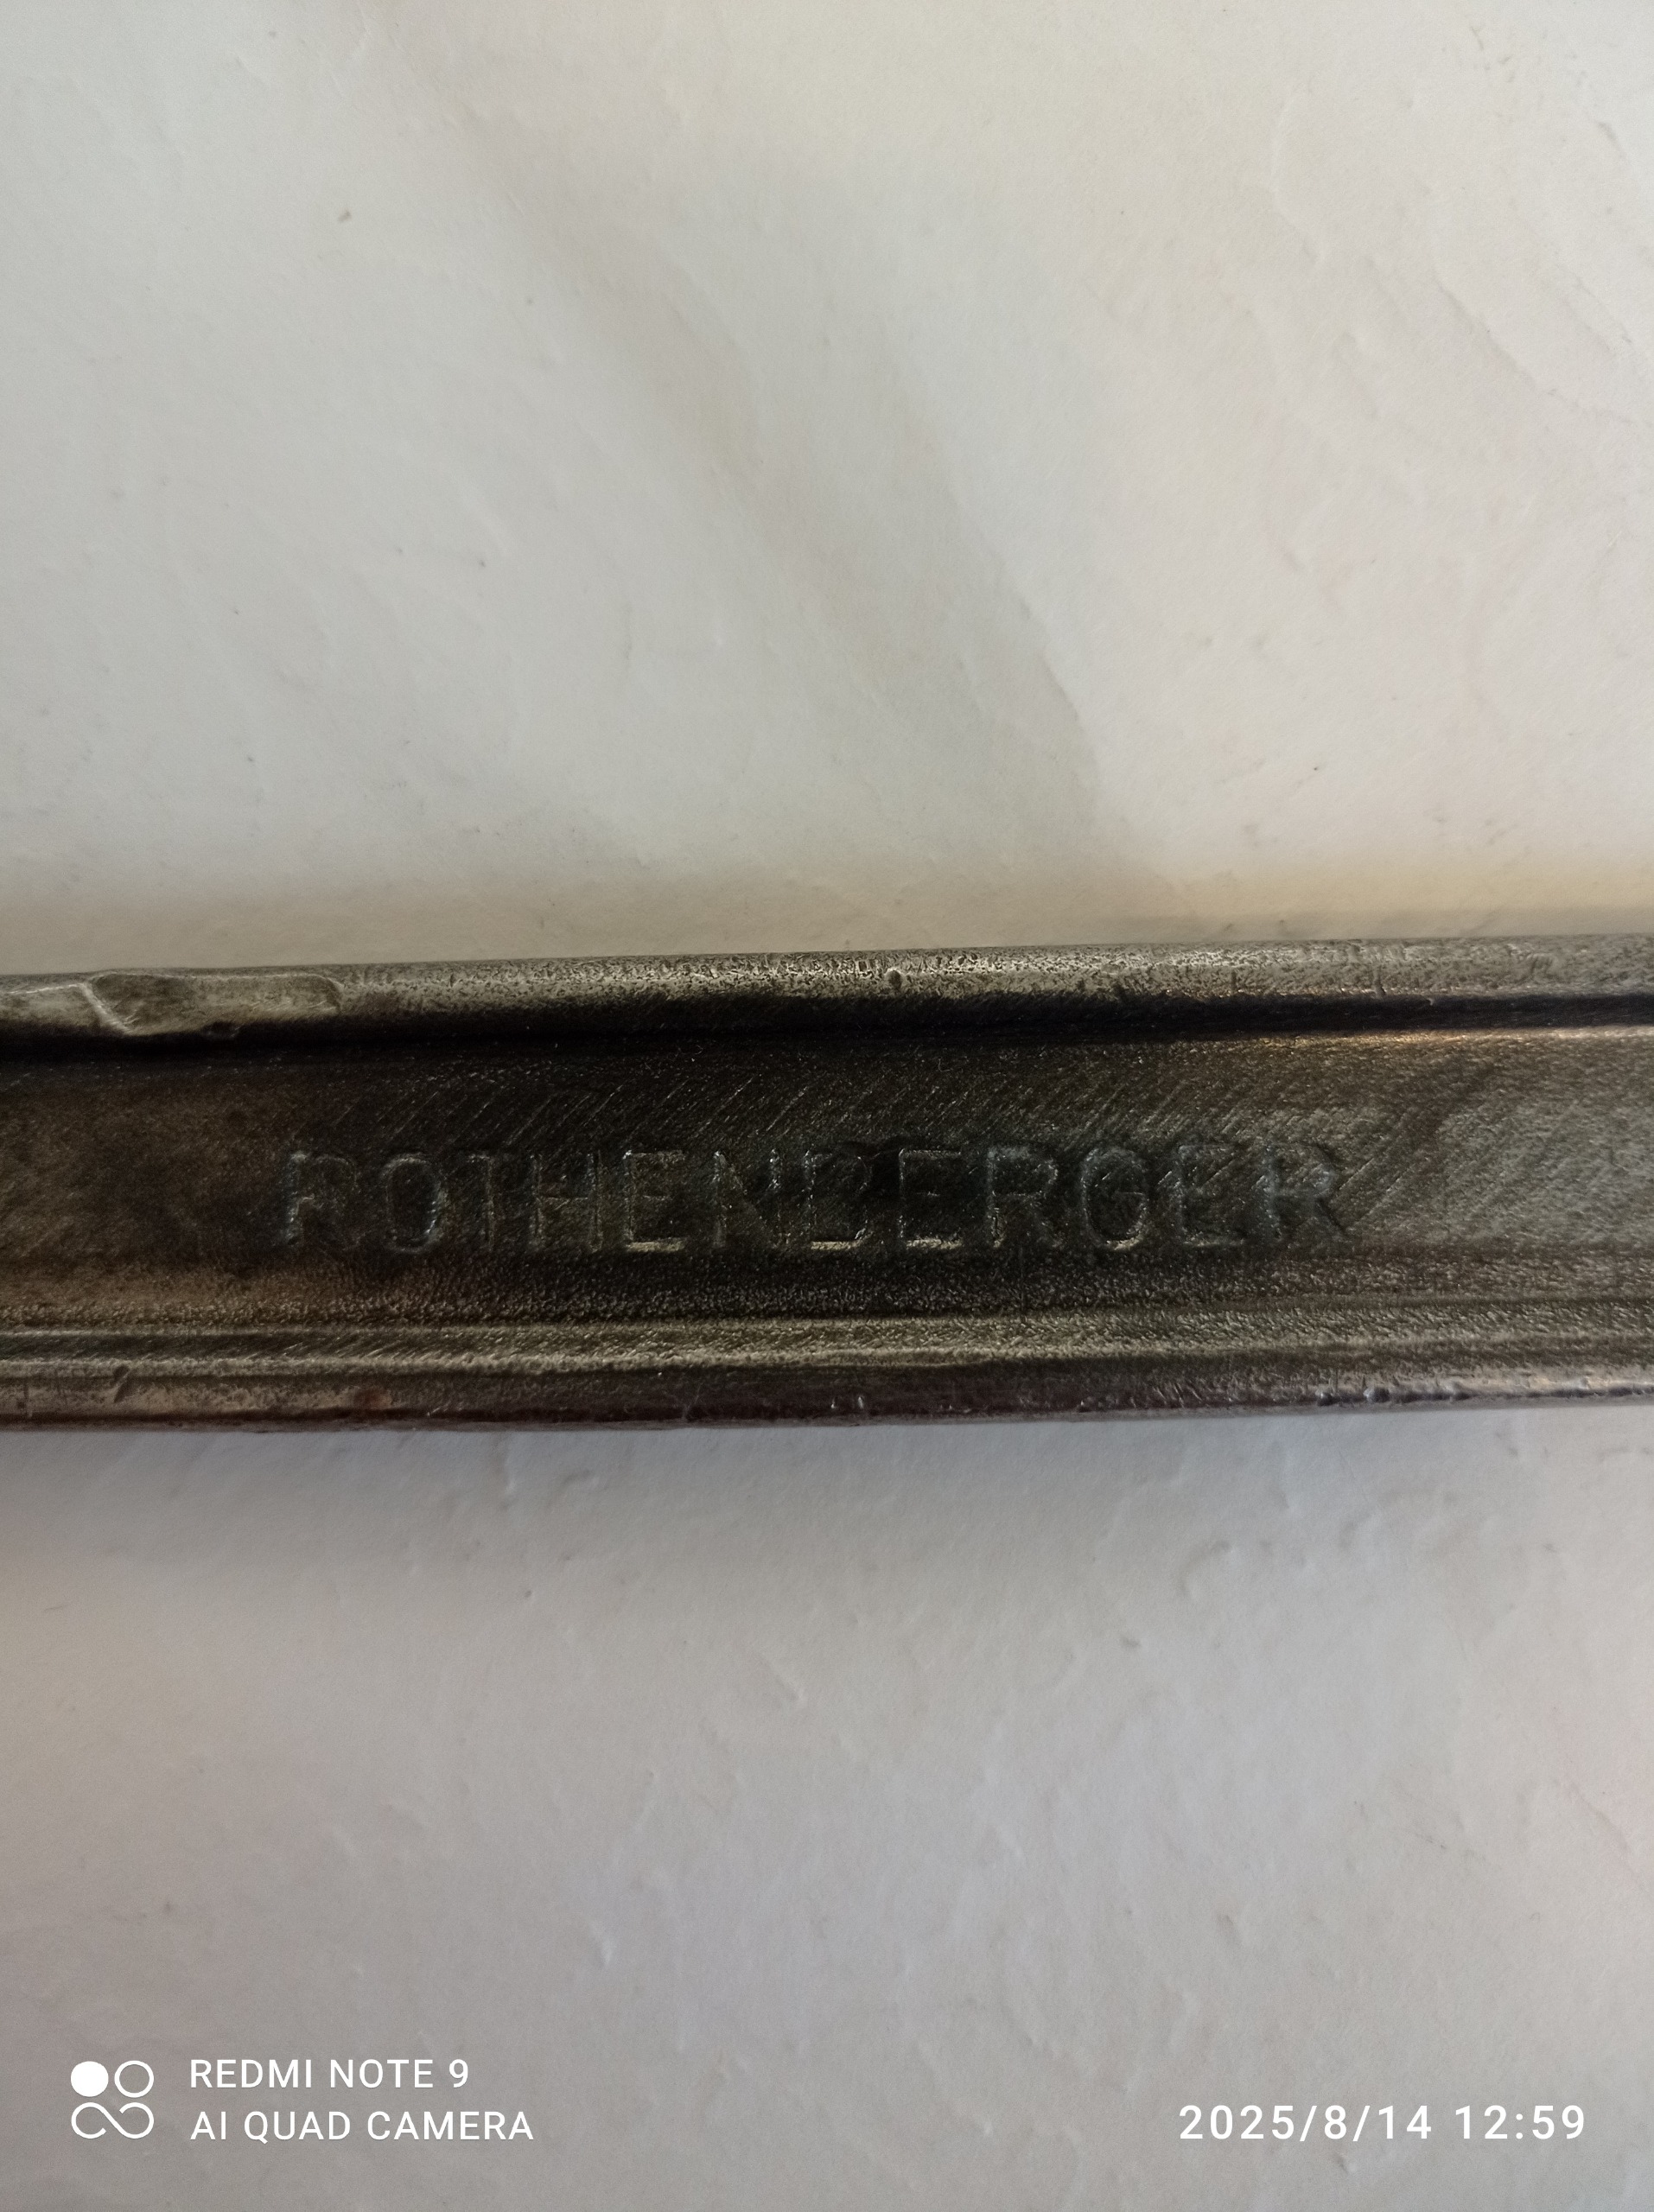 ROTHENBERGER
REDMI NOTE 9
AI QUAD CAMERA
2025/8/14 12:59